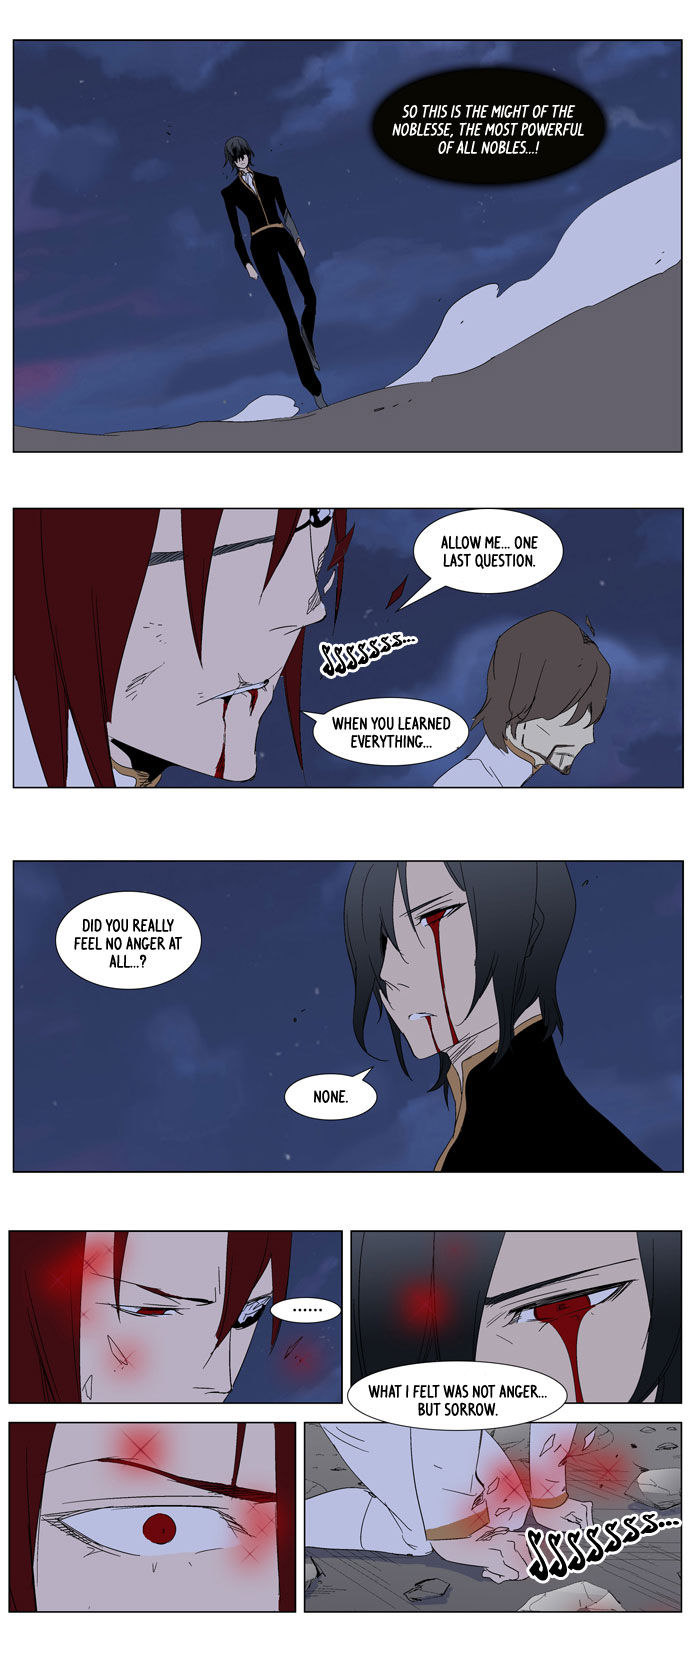 SO THIS IS THE MIGHT OF THE
NOBLESSE, THE MOST POWERFUL
OF ALL NOBLES...!
ALLOW ME... ONE
LAST QUESTION.
SSSSSSS...
WHEN YOU LEARNED
EVERYTHING...
DID YOU REALLY
FEEL NO ANGER AT
ALL...?
NONE.
......
WHAT I FELT WAS NOT ANGER...
BUT SORROW.
SSSSSSS...